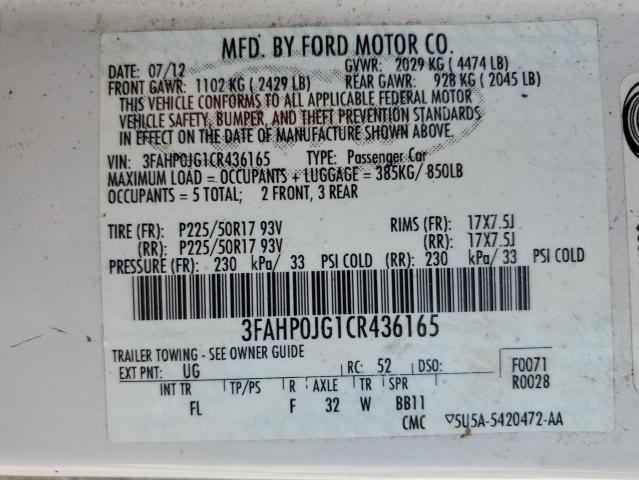 MFD. BY FORD MOTOR CO.
DATE: 07/12 GVWR: 2029 KG ( 4474 LB)
FRONT GAWR: 1102 KG ( 2429 LB) REAR GAWR: 928 KG ( 2045 LB)
THIS VEHICLE CONFORMS TO ALL APPLICABLE FEDERAL MOTOR
VEHICLE SAFETY, BUMPER, AND THEFT PREVENTION STANDARDS
IN EFFECT ON THE DATE OF MANUFACTURE SHOWN ABOVE.
VIN: 3FAHP0JG1CR436165 TYPE: Passenger Car
MAXIMUM LOAD = OCCUPANTS + LUGGAGE = 385KG/ 850LB
OCCUPANTS = 5 TOTAL; 2 FRONT, 3 REAR
TIRE (FR): P225/50R17 93V RIMS (FR): 17X7.5J
(RR): P225/50R17 93V (RR): 17X7.5J
PRESSURE (FR): 230 kPa/ 33 PSI COLD (RR): 230 kPa/ 33 PSI COLD
3FAHP0JG1CR436165
TRAILER TOWING - SEE OWNER GUIDE
EXT PNT: UG RC: 52 DSO: F0071
R0028
INT TR TP/PS R AXLE TR SPR
FL F 32 W BB11
CMC ▽5U5A-5420472-AA